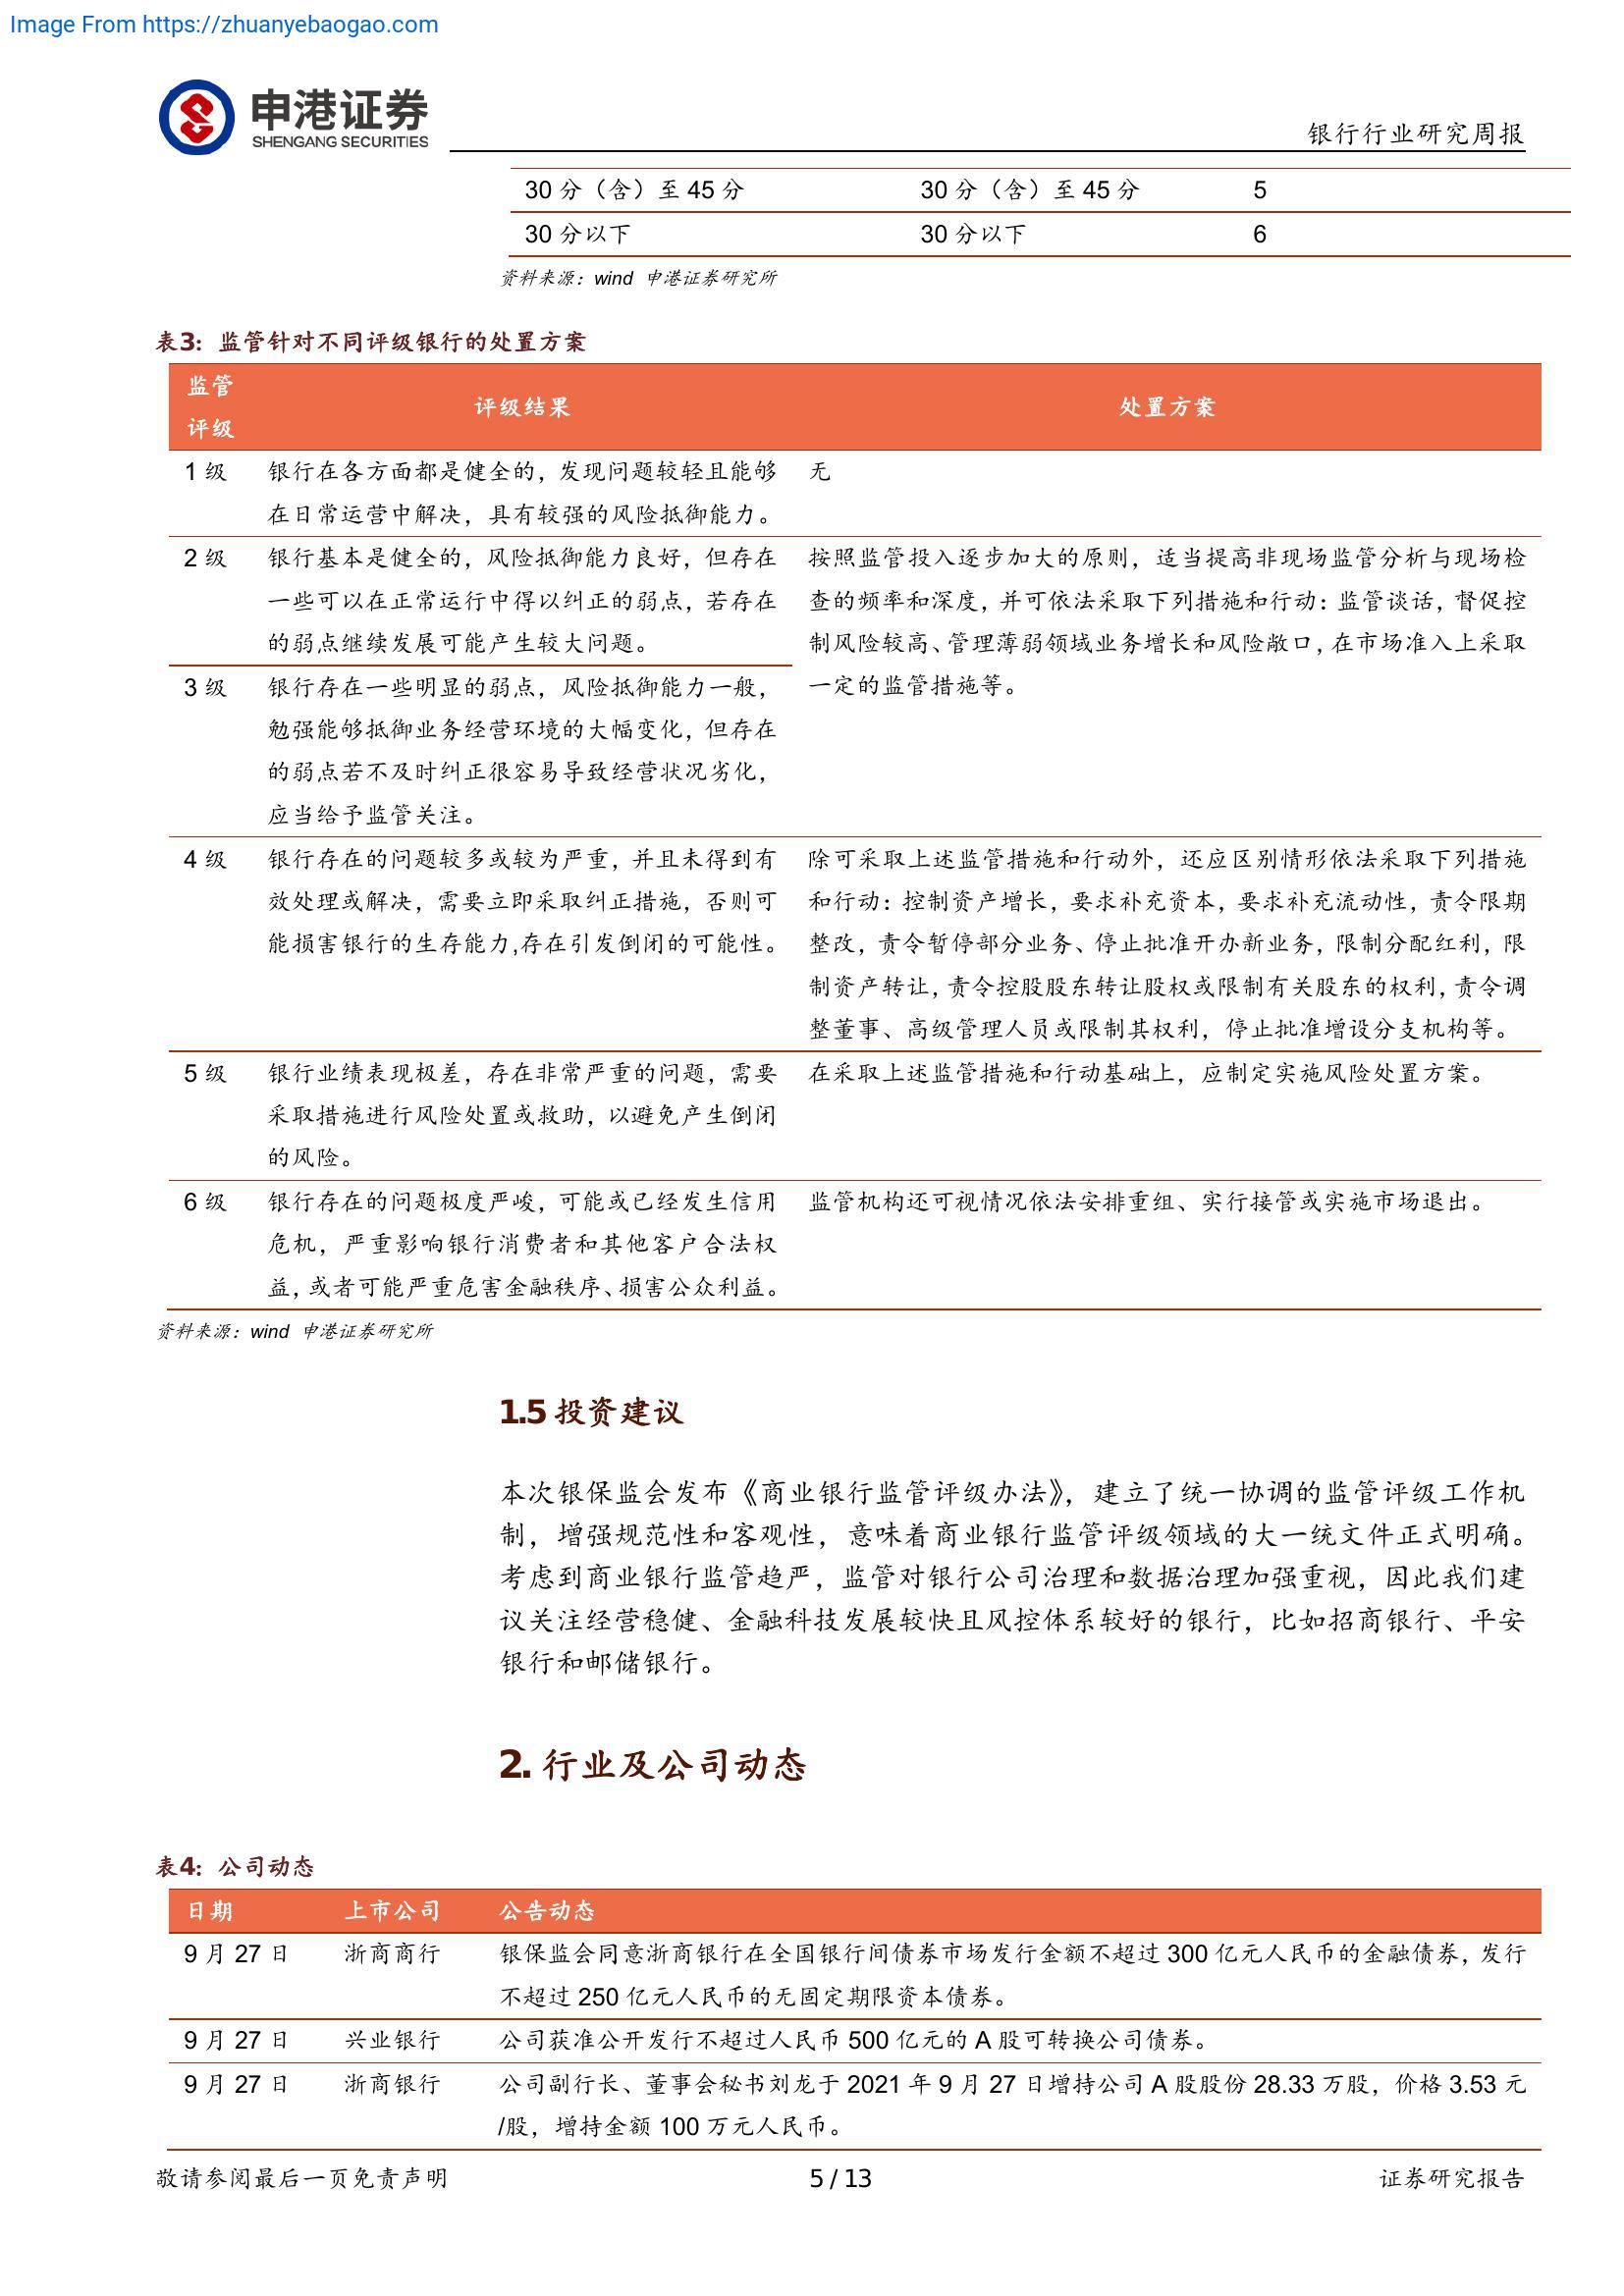 Image From https://zhuanyebaogao.com
申港证券
SHENGANG SECURITIES
银行行业研究周报
30 分（含）至 45 分 30 分（含）至 45 分 5
30 分以下 30 分以下 6
资料来源：wind 申港证券研究所
表3：监管针对不同评级银行的处置方案
监管
评级 评级结果 处置方案
1 级 银行在各方面都是健全的，发现问题较轻且能够 无
在日常运营中解决，具有较强的风险抵御能力。
2 级 银行基本是健全的，风险抵御能力良好，但存在
一些可以在正常运行中得以纠正的弱点，若存在
的弱点继续发展可能产生较大问题。
按照监管投入逐步加大的原则，适当提高非现场监管分析与现场检
查的频率和深度，并可依法采取下列措施和行动：监管谈话，督促控
制风险较高、管理薄弱领域业务增长和风险敞口，在市场准入上采取
一定的监管措施等。
3 级 银行存在一些明显的弱点，风险抵御能力一般，
勉强能够抵御业务经营环境的大幅变化，但存在
的弱点若不及时纠正很容易导致经营状况劣化，
应当给予监管关注。
4 级 银行存在的问题较多或较为严重，并且未得到有
效处理或解决，需要立即采取纠正措施，否则可
能损害银行的生存能力,存在引发倒闭的可能性。
除可采取上述监管措施和行动外，还应区别情形依法采取下列措施
和行动：控制资产增长，要求补充资本，要求补充流动性，责令限期
整改，责令暂停部分业务、停止批准开办新业务，限制分配红利，限
制资产转让，责令控股股东转让股权或限制有关股东的权利，责令调
整董事、高级管理人员或限制其权利，停止批准增设分支机构等。
5 级 银行业绩表现极差，存在非常严重的问题，需要
采取措施进行风险处置或救助，以避免产生倒闭
的风险。
在采取上述监管措施和行动基础上，应制定实施风险处置方案。
6 级 银行存在的问题极度严峻，可能或已经发生信用
危机，严重影响银行消费者和其他客户合法权
益，或者可能严重危害金融秩序、损害公众利益。
监管机构还可视情况依法安排重组、实行接管或实施市场退出。
资料来源：wind 申港证券研究所
1.5 投资建议
本次银保监会发布《商业银行监管评级办法》，建立了统一协调的监管评级工作机
制，增强规范性和客观性，意味着商业银行监管评级领域的大一统文件正式明确。
考虑到商业银行监管趋严，监管对银行公司治理和数据治理加强重视，因此我们建
议关注经营稳健、金融科技发展较快且风控体系较好的银行，比如招商银行、平安
银行和邮储银行。
2. 行业及公司动态
表4：公司动态
日期 上市公司 公告动态
9 月 27 日 浙商商行 银保监会同意浙商银行在全国银行间债券市场发行金额不超过 300 亿元人民币的金融债券，发行
不超过 250 亿元人民币的无固定期限资本债券。
9 月 27 日 兴业银行 公司获准公开发行不超过人民币 500 亿元的 A 股可转换公司债券。
9 月 27 日 浙商银行 公司副行长、董事会秘书刘龙于 2021 年 9 月 27 日增持公司 A 股股份 28.33 万股，价格 3.53 元
/股，增持金额 100 万元人民币。
敬请参阅最后一页免责声明 5 / 13 证券研究报告